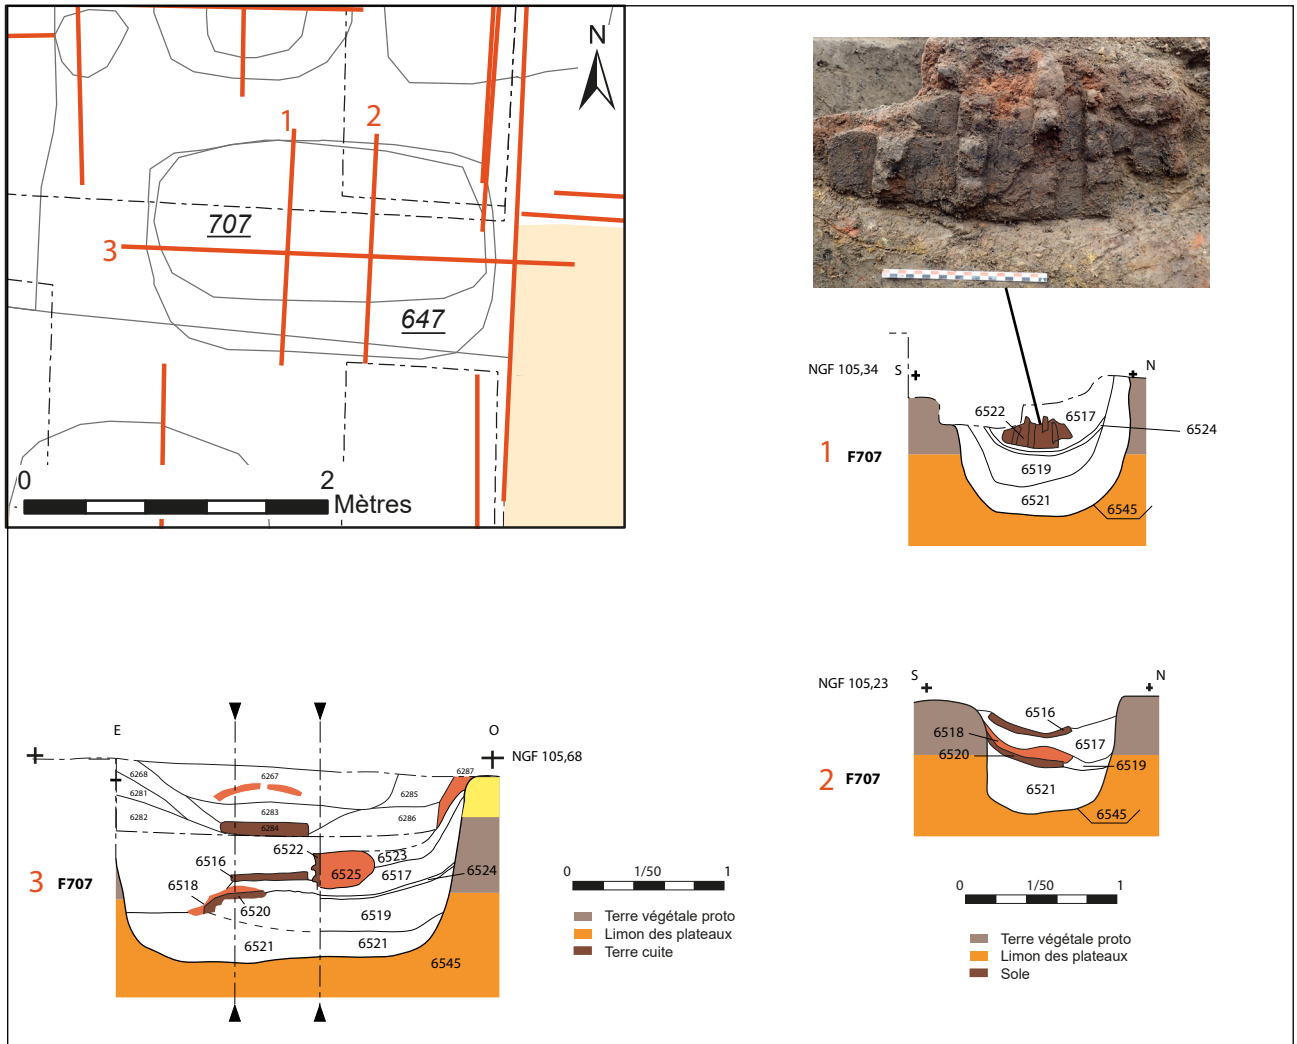 N
1
2
3
707
647
0 2
Mètres
NGF 105,34 S N
6522 6517
6524
1 F707
6519
6521
6545
NGF 105,23
S N
6516
6518 6517
6520 6519
2 F707
6521
6545
E O
NGF 105,68
6268 6267 6287
6281 6285
6282 6283 6286
6284
6522 6523
6516 6517 6524
3 F707
6518 6525
6520 6519
6521 6521
6545
0 1/50 1
Terre végétale proto
Limon des plateaux
Terre cuite
0 1/50 1
Terre végétale proto
Limon des plateaux
Sole